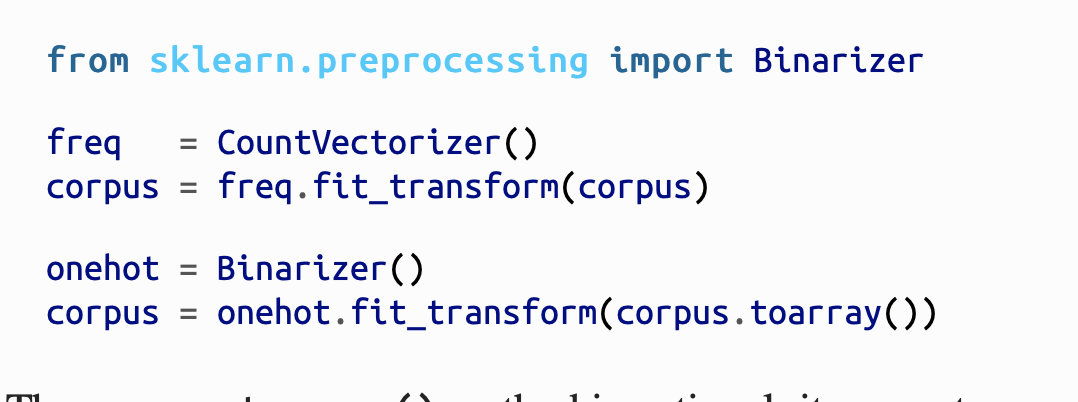 from sklearn.preprocessing import Binarizer
freq   = CountVectorizer()
corpus = freq.fit_transform(corpus)
onehot = Binarizer()
corpus = onehot.fit_transform(corpus.toarray())